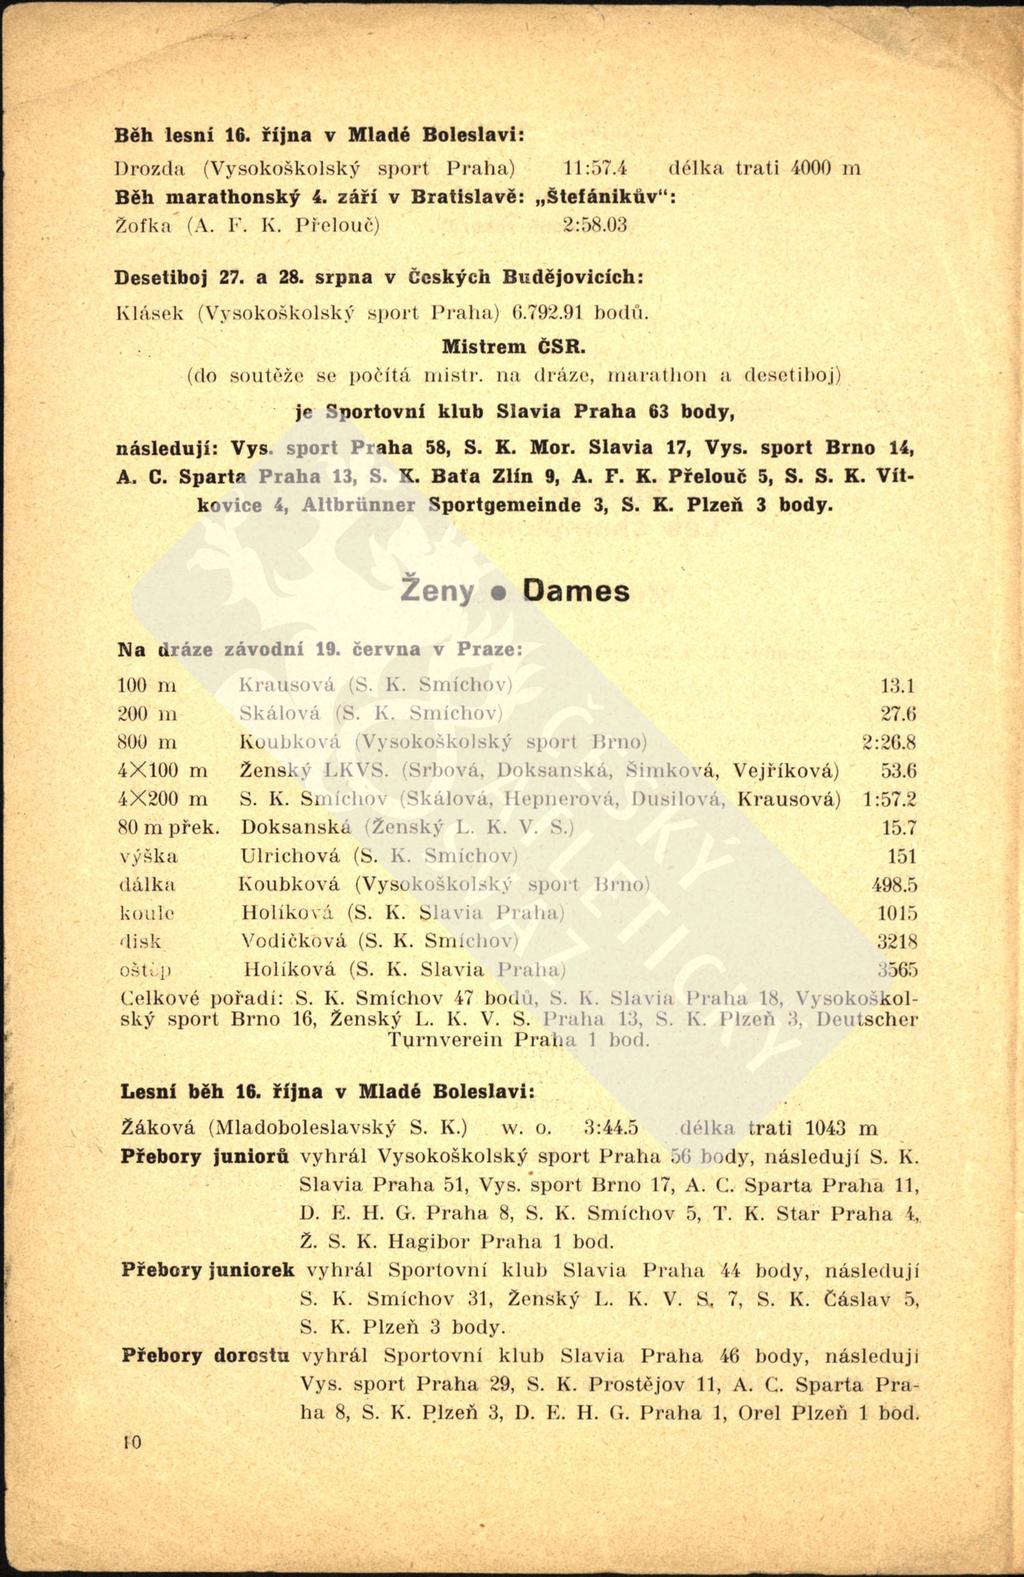 Běh lesní 16. října v Mladé Boleslavi:
Drozda (Vysokoškolský sport Praha) 11:57.4 délka trati 4000 m
Běh marathonský 4. září v Bratislavě: „Štefánikův“:
Žofka (A. F. K. Přelouč) 2:58.03
Desetiboj 27. a 28. srpna v Českých Budějovicích:
Klásek (Vysokoškolský sport Praha) 6.792.91 bodů.
Mistrem ČSR.
(do soutěže se počítá mistr. na dráze, marathon a desetiboj)
je Sportovní klub Slavia Praha 63 body,
následují: Vys. sport Praha 58, S. K. Mor. Slavia 17, Vys. sport Brno 14,
A. C. Sparta Praha 13, S. K. Baťa Zlín 9, A. F. K. Přelouč 5, S. S. K. Vít-
kovice 4, Altbrünner Sportgemeinde 3, S. K. Plzeň 3 body.
Ženy • Dames
Na dráze závodní 19. června v Praze:
100 m Krausová (S. K. Smíchov) 13.1
200 m Skálová (S. K. Smíchov) 27.6
800 m Koubková (Vysokoškolský sport Brno) 2:26.8
4X100 m Ženský LKVS. (Srbová, Doksanská, Šimková, Vejříková) 53.6
4X200 m S. K. Smíchov (Skálová, Hepnerová, Dusilová, Krausová) 1:57.2
80 m přek. Doksanská (Ženský L. K. V. S.) 15.7
výška Ulrichová (S. K. Smíchov) 151
dálka Koubková (Vysokoškolský sport Brno) 498.5
koule Holíková (S. K. Slavia Praha) 1015
disk Vodičková (S. K. Smíchov) 3218
oštěp Holíková (S. K. Slavia Praha) 3565
Celkové pořadí: S. K. Smíchov 47 bodů, S. K. Slavia Praha 18, Vysokoškol-
ský sport Brno 16, Ženský L. K. V. S. Praha 13, S. K. Plzeň 3, Deutscher
Turnverein Praha 1 bod.
Lesní běh 16. října v Mladé Boleslavi:
Žáková (Mladoboleslavský S. K.) w. o. 3:44.5 délka trati 1043 m
Přebory juniorů vyhrál Vysokoškolský sport Praha 56 body, následují S. K.
Slavia Praha 51, Vys. sport Brno 17, A. C. Sparta Praha 11,
D. E. H. G. Praha 8, S. K. Smíchov 5, T. K. Star Praha 4,
Ž. S. K. Hagibor Praha 1 bod.
Přebory juniorek vyhrál Sportovní klub Slavia Praha 44 body, následují
S. K. Smíchov 31, Ženský L. K. V. S. 7, S. K. Čáslav 5,
S. K. Plzeň 3 body.
Přebory dorostu vyhrál Sportovní klub Slavia Praha 46 body, následují
Vys. sport Praha 29, S. K. Prostějov 11, A. C. Sparta Pra-
ha 8, S. K. Plzeň 3, D. E. H. G. Praha 1, Orel Plzeň 1 bod.
10
ČESKÝ
ATLETICKÝ
SVAZ